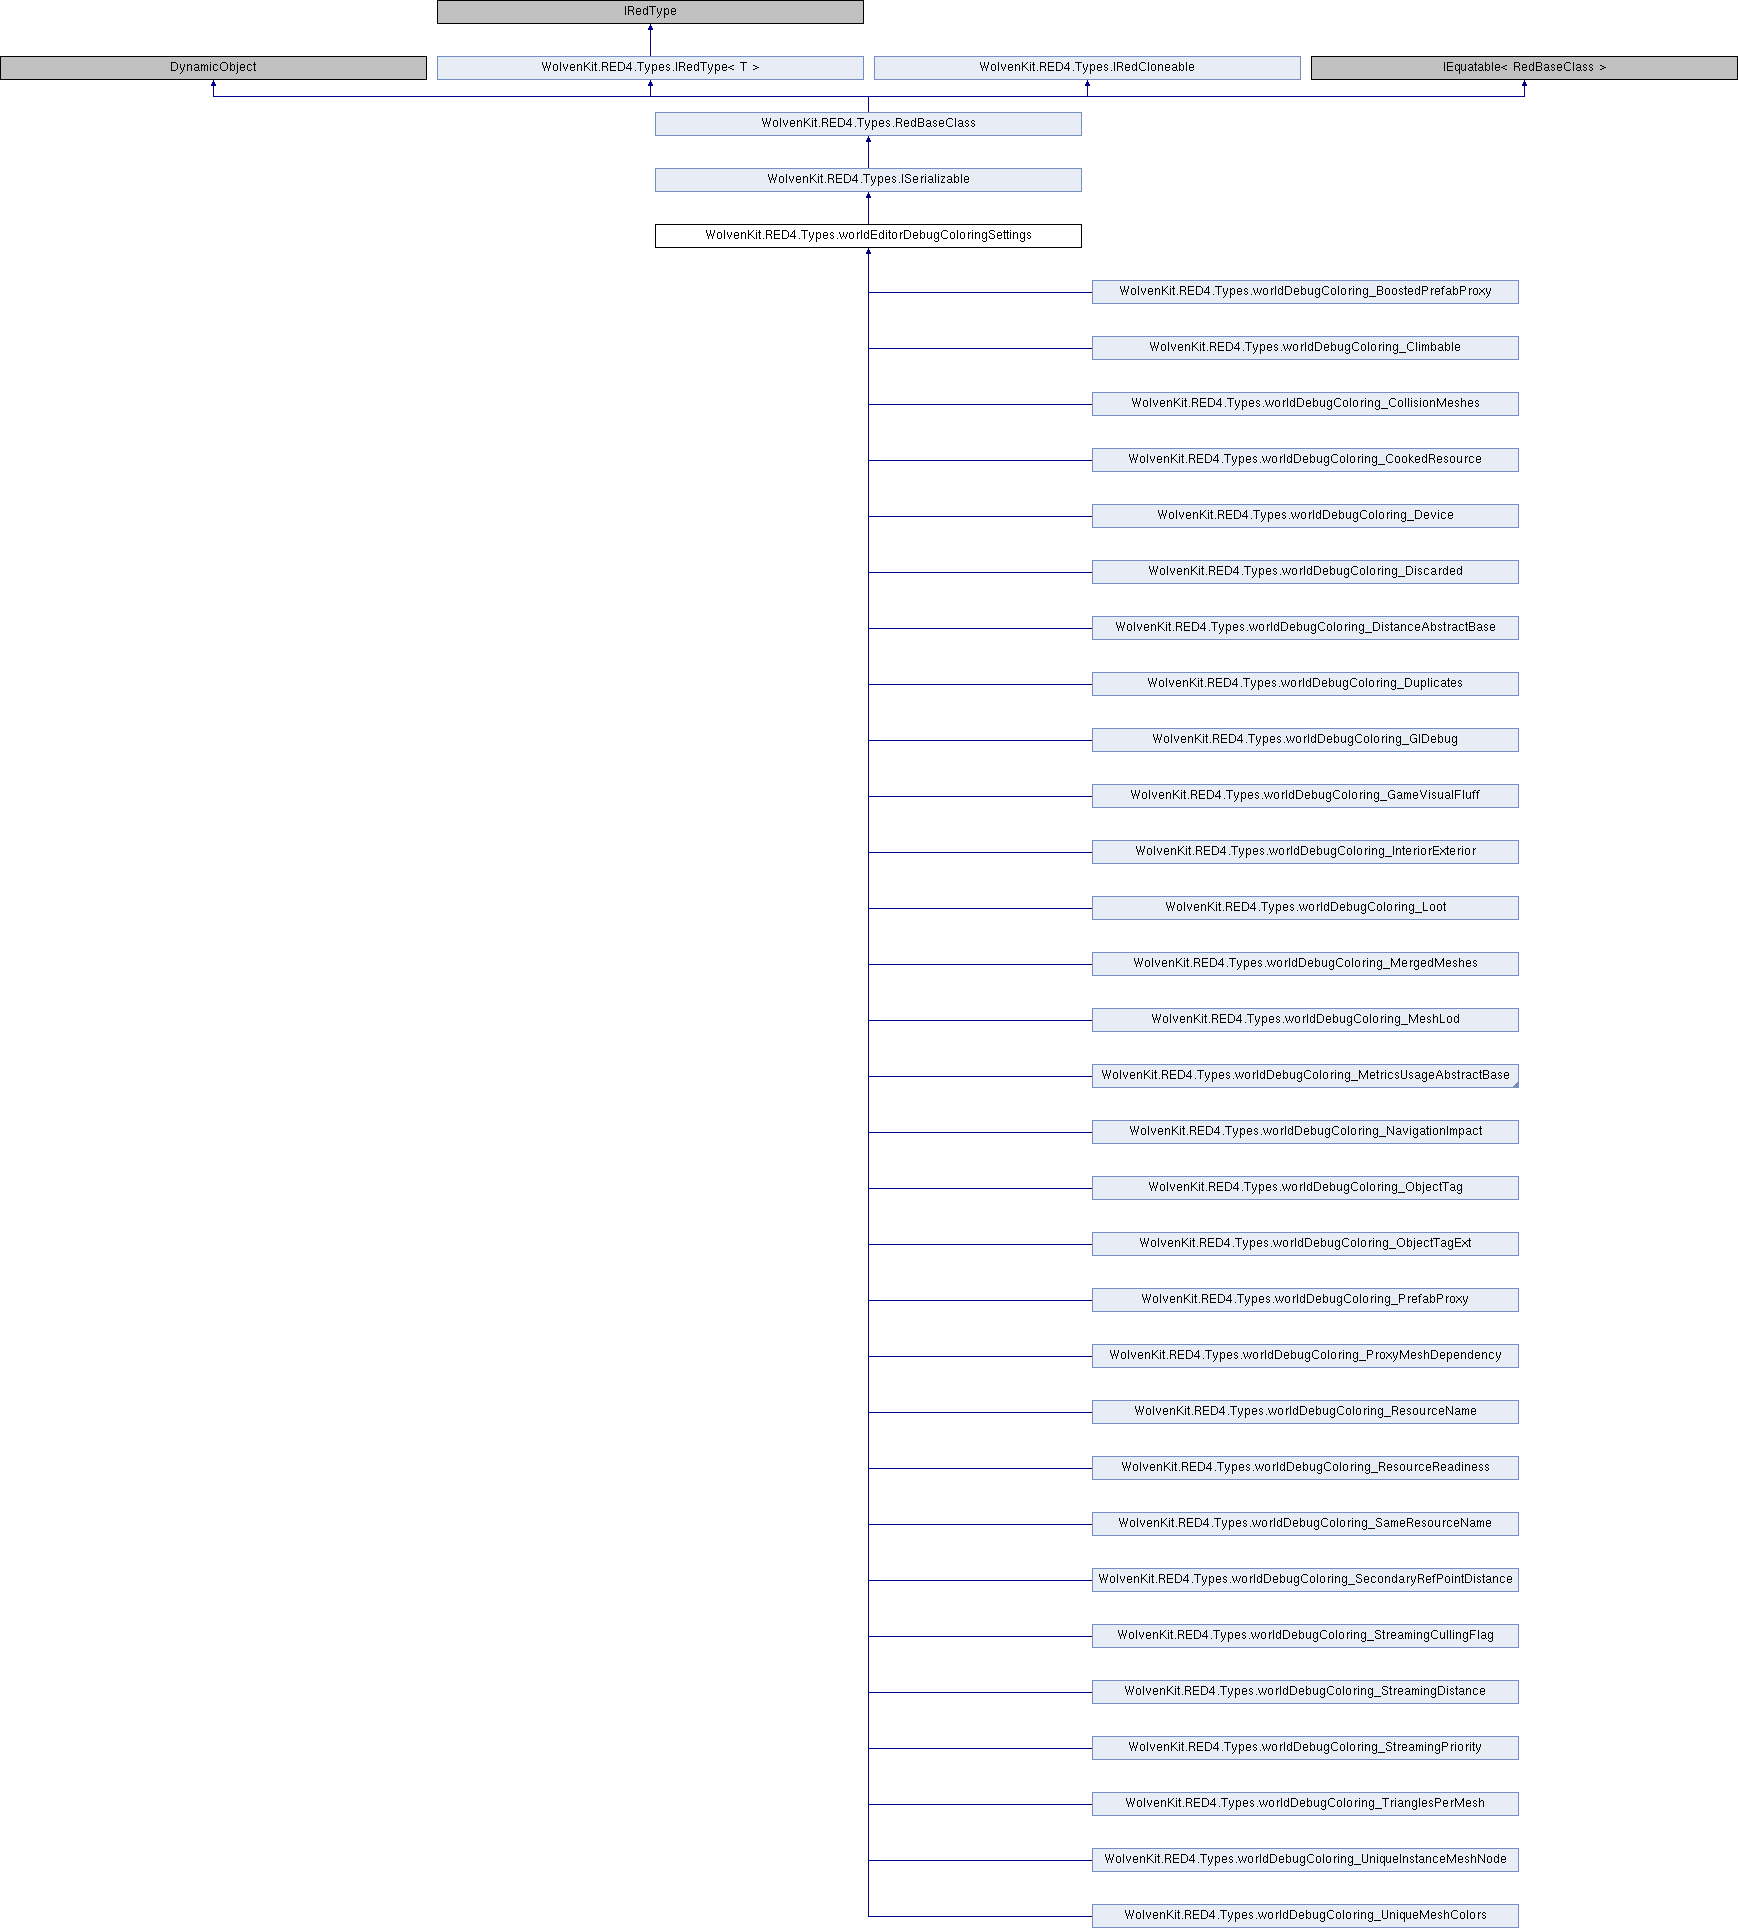 IRedType
DynamicObject
WolvenKit.RED4.Types.IRedType< T >
WolvenKit.RED4.Types.IRedCloneable
IEquatable< RedBaseClass >
WolvenKit.RED4.Types.RedBaseClass
WolvenKit.RED4.Types.ISerializable
WolvenKit.RED4.Types.worldEditorDebugColoringSettings
WolvenKit.RED4.Types.worldDebugColoring_BoostedPrefabProxy
WolvenKit.RED4.Types.worldDebugColoring_Climbable
WolvenKit.RED4.Types.worldDebugColoring_CollisionMeshes
WolvenKit.RED4.Types.worldDebugColoring_CookedResource
WolvenKit.RED4.Types.worldDebugColoring_Device
WolvenKit.RED4.Types.worldDebugColoring_Discarded
WolvenKit.RED4.Types.worldDebugColoring_DistanceAbstractBase
WolvenKit.RED4.Types.worldDebugColoring_Duplicates
WolvenKit.RED4.Types.worldDebugColoring_GIDebug
WolvenKit.RED4.Types.worldDebugColoring_GameVisualFluff
WolvenKit.RED4.Types.worldDebugColoring_InteriorExterior
WolvenKit.RED4.Types.worldDebugColoring_Loot
WolvenKit.RED4.Types.worldDebugColoring_MergedMeshes
WolvenKit.RED4.Types.worldDebugColoring_MeshLod
WolvenKit.RED4.Types.worldDebugColoring_MetricsUsageAbstractBase
WolvenKit.RED4.Types.worldDebugColoring_NavigationImpact
WolvenKit.RED4.Types.worldDebugColoring_ObjectTag
WolvenKit.RED4.Types.worldDebugColoring_ObjectTagExt
WolvenKit.RED4.Types.worldDebugColoring_PrefabProxy
WolvenKit.RED4.Types.worldDebugColoring_ProxyMeshDependency
WolvenKit.RED4.Types.worldDebugColoring_ResourceName
WolvenKit.RED4.Types.worldDebugColoring_ResourceReadiness
WolvenKit.RED4.Types.worldDebugColoring_SameResourceName
WolvenKit.RED4.Types.worldDebugColoring_SecondaryRefPointDistance
WolvenKit.RED4.Types.worldDebugColoring_StreamingCullingFlag
WolvenKit.RED4.Types.worldDebugColoring_StreamingDistance
WolvenKit.RED4.Types.worldDebugColoring_StreamingPriority
WolvenKit.RED4.Types.worldDebugColoring_TrianglesPerMesh
WolvenKit.RED4.Types.worldDebugColoring_UniqueInstanceMeshNode
WolvenKit.RED4.Types.worldDebugColoring_UniqueMeshColors